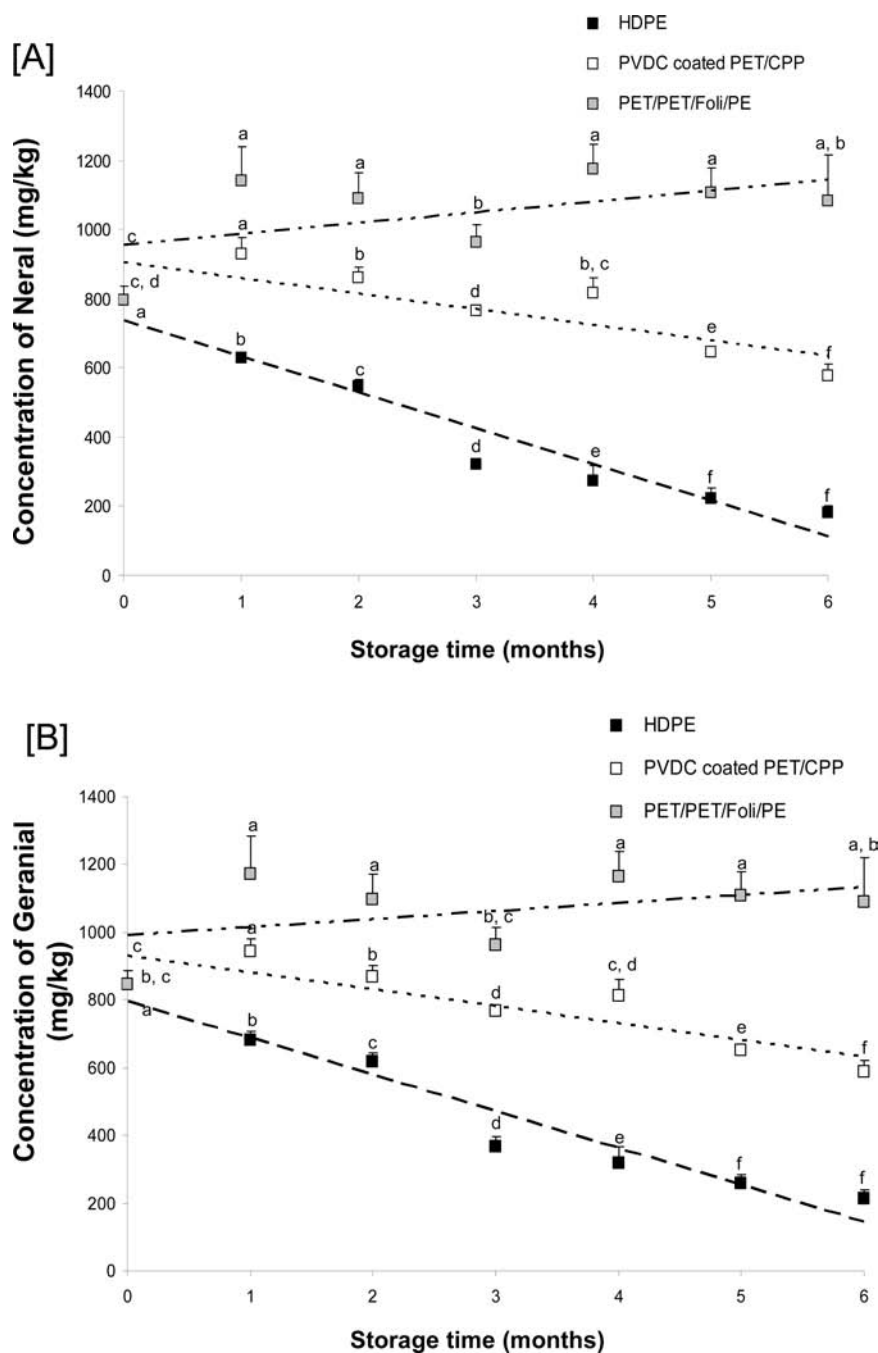 [A]
HDPE
PVDC coated PET/CPP
PET/PET/Foli/PE
Concentration of Neral (mg/kg)
1400
1200
1000
800
600
400
200
0
a
a
a
a
a, b
b
c
a
b
b, c
c, d
d
a
e
b
f
c
d
e
f
f
0 1 2 3 4 5 6
Storage time (months)
[B]
HDPE
PVDC coated PET/CPP
PET/PET/Foli/PE
Concentration of Geranial
(mg/kg)
1400
1200
1000
800
600
400
200
0
a
a
a
a
a, b
b, c
c
a
b
c, d
b, c
d
a
e
b
f
c
d
e
f
f
0 1 2 3 4 5 6
Storage time (months)